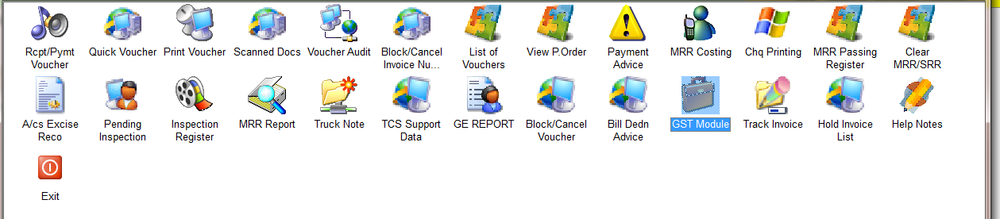 Rcpt/Pymt Voucher
Quick Voucher
Print Voucher
Scanned Docs
Voucher Audit
Block/Cancel Invoice Nu...
List of Vouchers
View P.Order
Payment Advice
MRR Costing
Chq Printing
MRR Passing Register
Clear MRR/SRR
A/cs Excise Reco
Pending Inspection
Inspection Register
MRR Report
Truck Note
TCS Support Data
GE REPORT
Block/Cancel Voucher
Bill Dedn Advice
GST Module
Track Invoice
Hold Invoice List
Help Notes
Exit